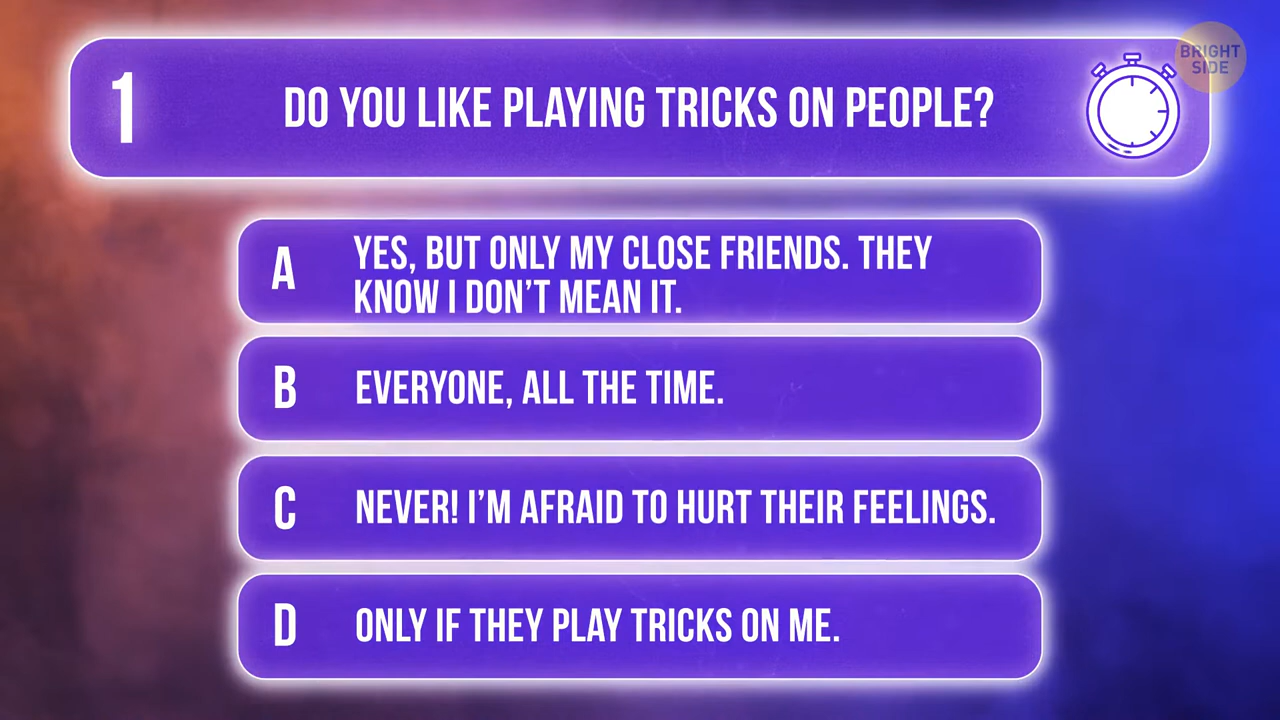 1
DO YOU LIKE PLAYING TRICKS ON PEOPLE?
BRIGHT
SIDE
A
YES, BUT ONLY MY CLOSE FRIENDS. THEY
KNOW I DON’T MEAN IT.
B
EVERYONE, ALL THE TIME.
C
NEVER! I’M AFRAID TO HURT THEIR FEELINGS.
D
ONLY IF THEY PLAY TRICKS ON ME.